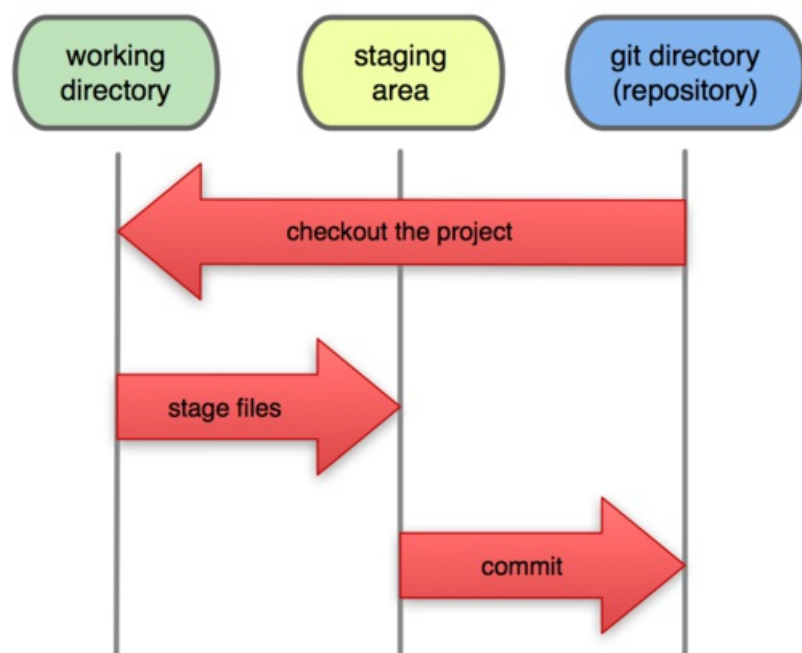 working
directory
staging
area
git directory
(repository)
checkout the project
stage files
commit